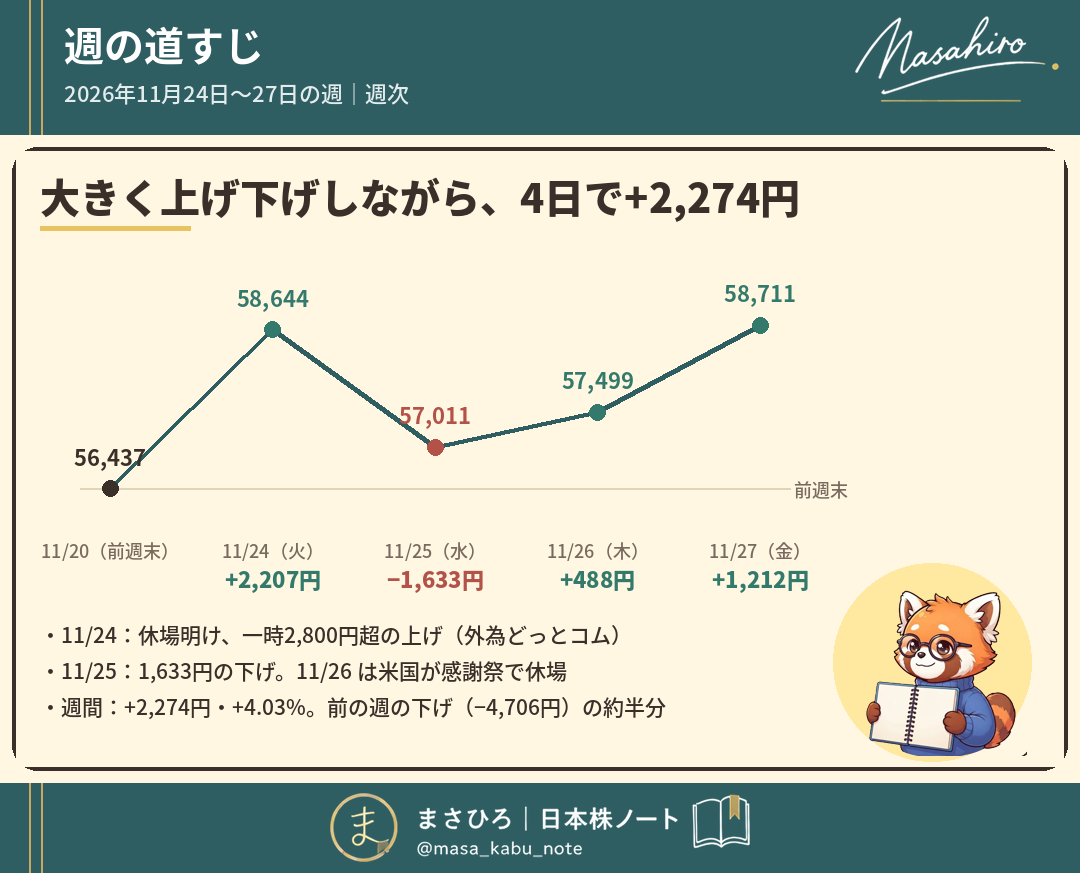 週の道すじ
2026年11月24日〜27日の週｜週次
Masahiro
大きく上げ下げしながら、4日で+2,274円
58,644
58,711
57,499
57,011
56,437
前週末
11/20（前週末）
11/24（火）
11/25（水）
11/26（木）
11/27（金）
+2,207円
−1,633円
+488円
+1,212円
・11/24：休場明け、一時2,800円超の上げ（外為どっとコム）
・11/25：1,633円の下げ。11/26 は米国が感謝祭で休場
・週間：+2,274円・+4.03%。前の週の下げ（−4,706円）の約半分
ま
まさひろ｜日本株ノート
@masa_kabu_note